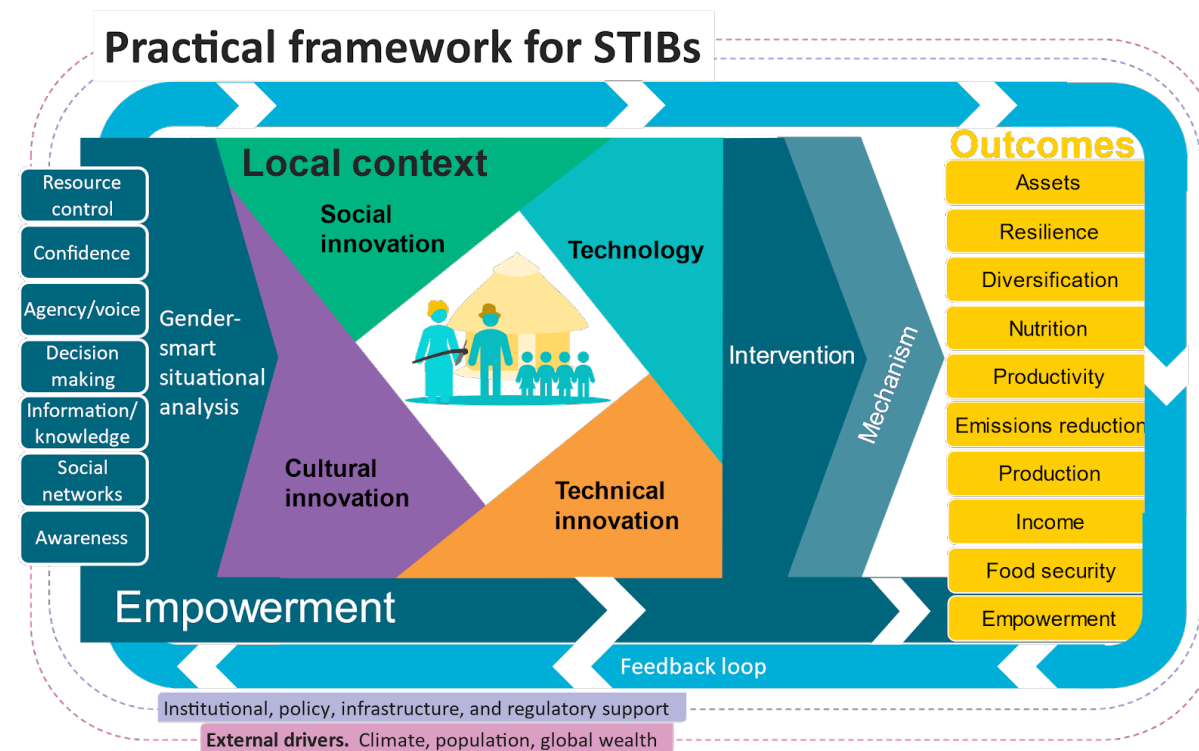 Practical framework for STIBs
Resource
control
Confidence
Agency/voice
Decision
making
Information/
knowledge
Social
networks
Awareness
Gender-
smart
situational
analysis
Local context
Social
innovation
Technology
Cultural
innovation
Technical
innovation
Intervention
Mechanism
Outcomes
Assets
Resilience
Diversification
Nutrition
Productivity
Emissions reduction
Production
Income
Food security
Empowerment
Empowerment
Feedback loop
Institutional, policy, infrastructure, and regulatory support
External drivers. Climate, population, global wealth